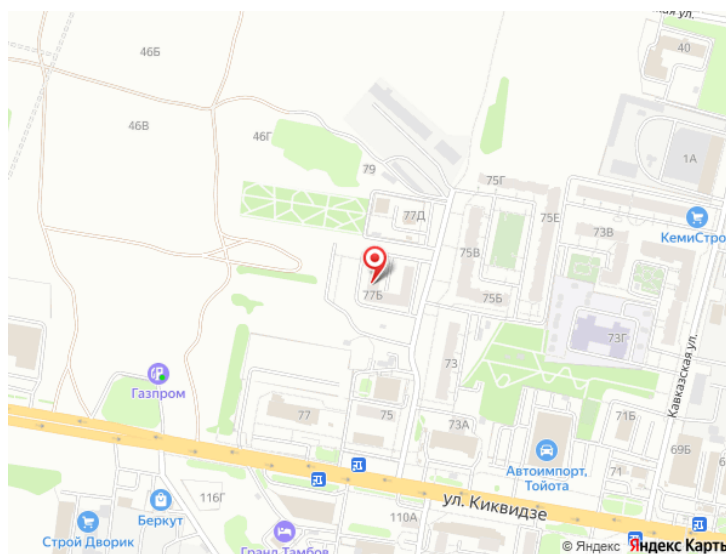 ская ул.
40
46Б
46В
46Г
79
1А
75Г
77Д
75Е
КемиСтро
75В
73В
77Б
75Б
73Г
73
Кавказская ул.
Газпром
77
75
73А
71Б
69Б
Автоимпорт,
Тойота
71
116Г
Беркут
ул. Киквидзе
110А
Строй Дворик
Гранд Тамбов
© Яндекс Яндекс Карты